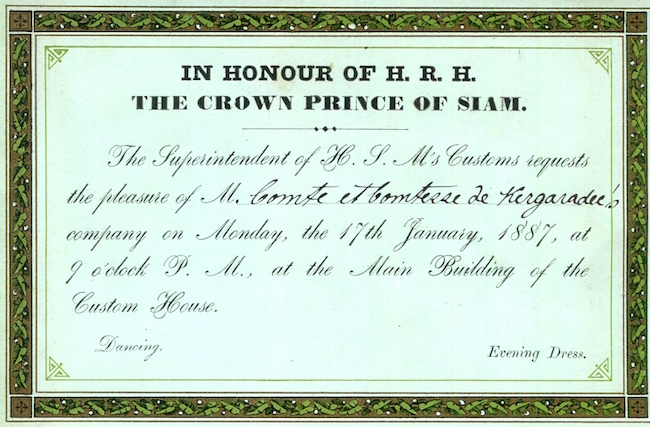 IN HONOUR OF H. R. H.
THE CROWN PRINCE OF SIAM.
The Superintendent of H. S. M's Customs requests
the pleasure of M. Comte et Comtesse de Kergaradec's
company on Monday, the 17th January, 1887, at
9 o'clock P. M., at the Main Building of the
Custom House.
Dancing.
Evening Dress.